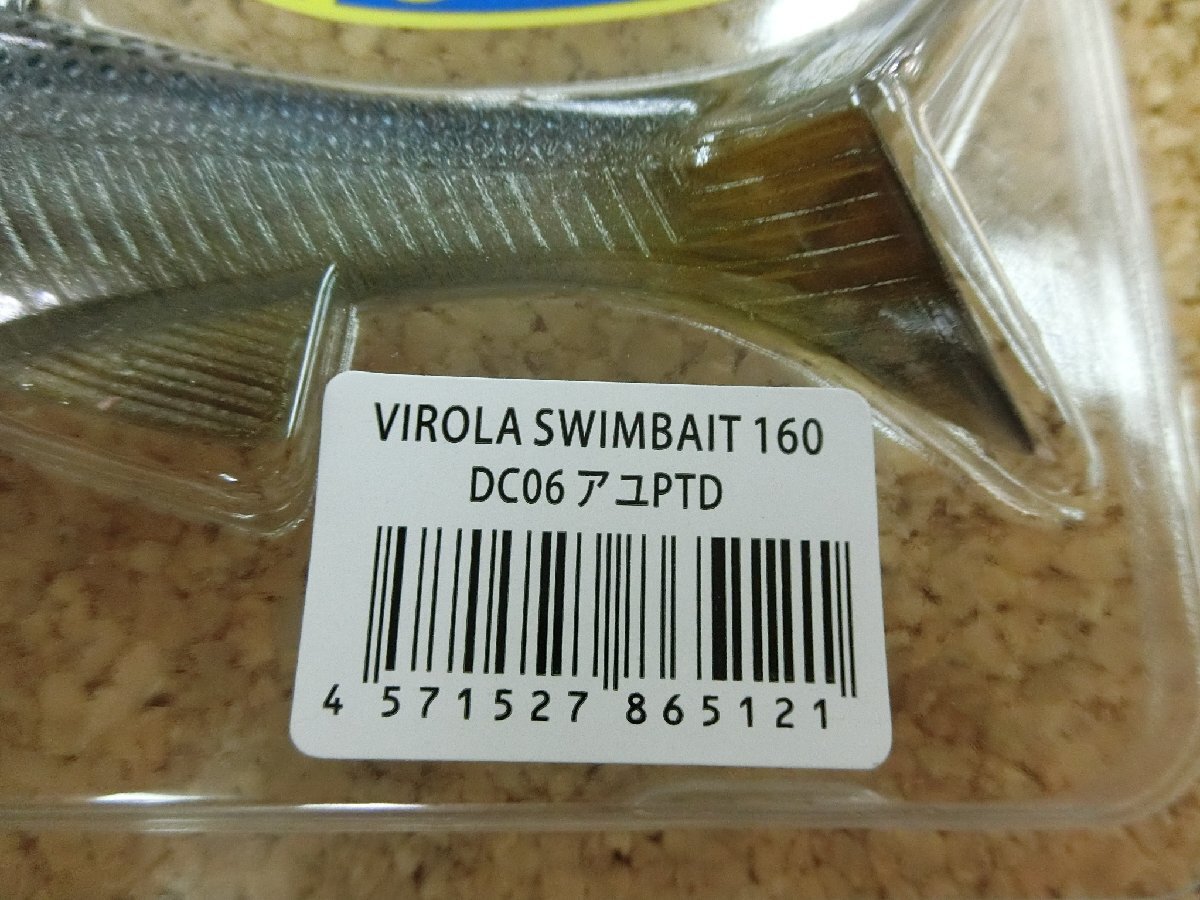 VIROLA SWIMBAIT 160
DC06 アユPTD
4 571527 865121